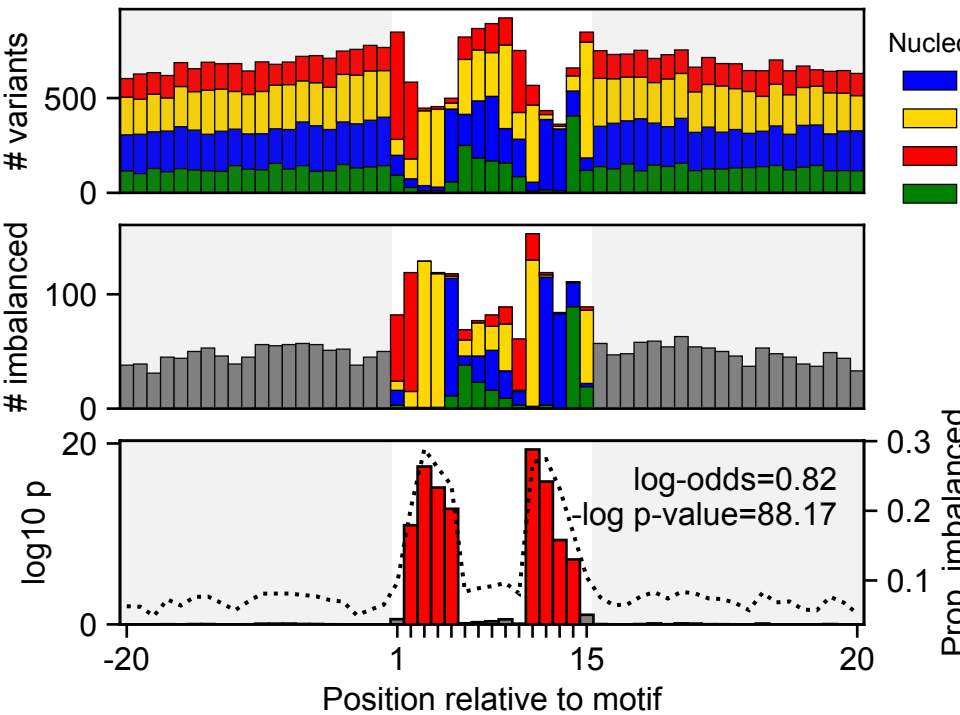 # variants
500
0
Nucleo
# imbalanced
100
0
log10 p
20
0
log-odds=0.82
-log p-value=88.17
0.3
0.2
0.1
Prop. imbalanced
-20
1
15
20
Position relative to motif